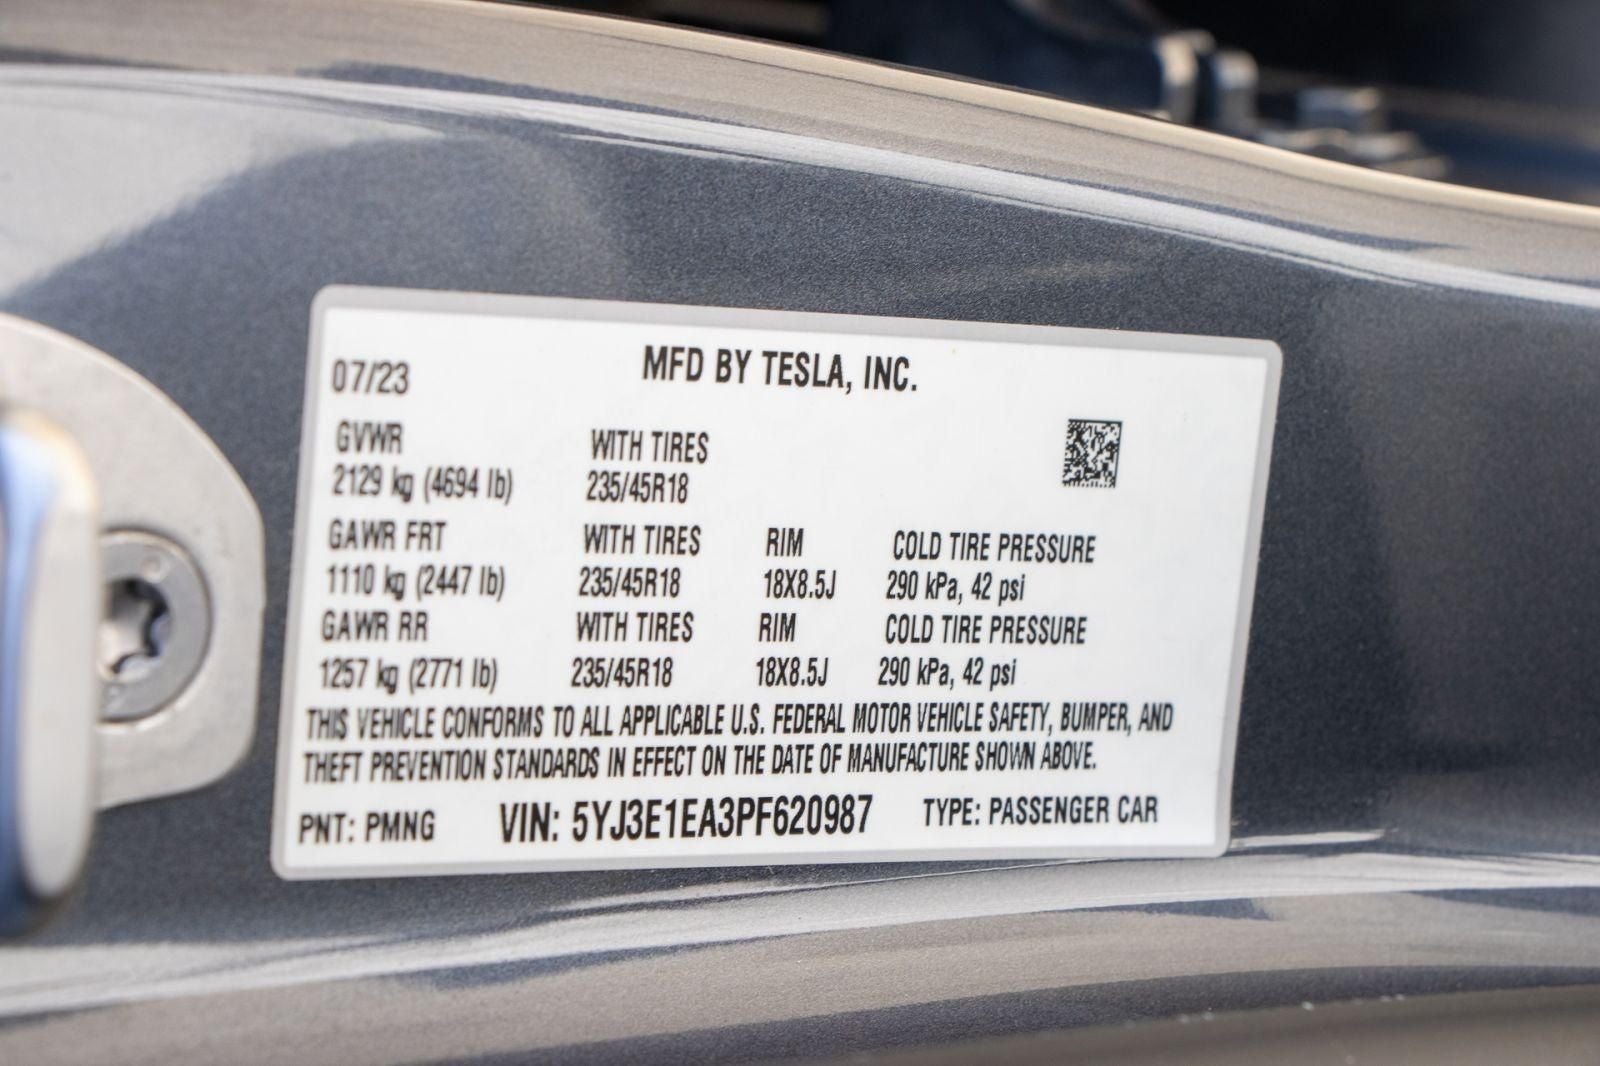 07/23 MFD BY TESLA, INC.
GVWR WITH TIRES
2129 kg (4694 lb) 235/45R18
GAWR FRT WITH TIRES RIM COLD TIRE PRESSURE
1110 kg (2447 lb) 235/45R18 18X8.5J 290 kPa, 42 psi
GAWR RR WITH TIRES RIM COLD TIRE PRESSURE
1257 kg (2771 lb) 235/45R18 18X8.5J 290 kPa, 42 psi
THIS VEHICLE CONFORMS TO ALL APPLICABLE U.S. FEDERAL MOTOR VEHICLE SAFETY, BUMPER, AND
THEFT PREVENTION STANDARDS IN EFFECT ON THE DATE OF MANUFACTURE SHOWN ABOVE.
PNT: PMNG VIN: 5YJ3E1EA3PF620987 TYPE: PASSENGER CAR